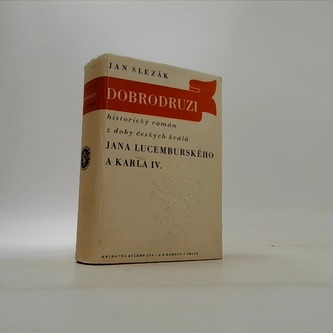 JAN SLEZÁK
DOBRODRUZI
historický román
z doby českých králů
JANA LUCEMBURSKÉHO
A KARLA IV.